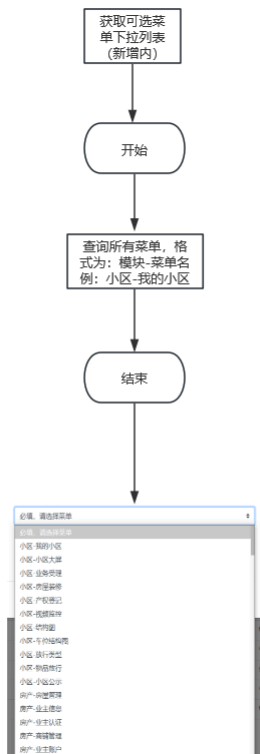 获取可选菜
单下拉列表
（新增内）
开始
查询所有菜单，格
式为：模块-菜单名
例：小区-我的小区
结束
必填，请选择菜单
必填，请选择菜单
小区-我的小区
小区-小区大屏
小区-业务受理
小区-房屋装修
小区-产权登记
小区-视频监控
小区-结构图
小区-车位结构图
小区-放行类型
小区-物品放行
小区-小区公示
房产-房屋管理
房产-业主信息
房产-业主认证
房产-商铺管理
房产-业主账户